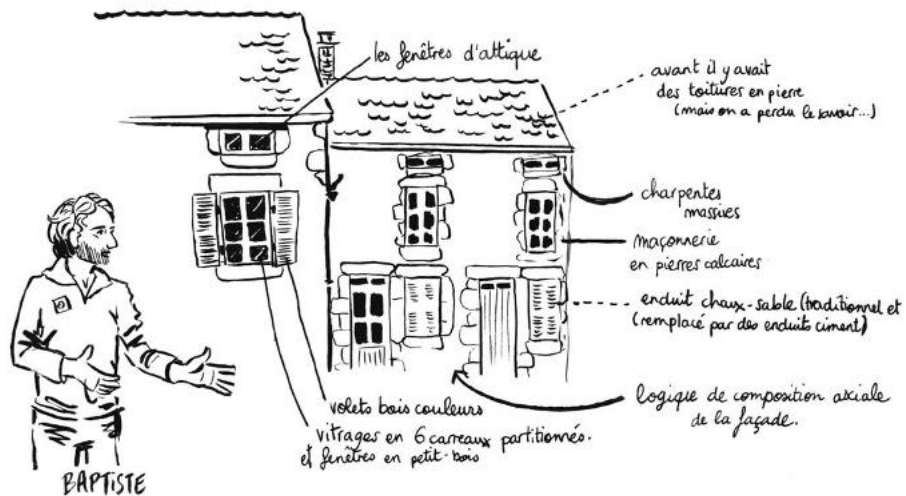 les fenêtres d'attique
avant il y avait
des toitures en pierre
(mais on a perdu le savoir...)
charpentes
massives
maçonnerie
en pierres calcaires
enduit chaux-sable (traditionnel et
(remplacé par des enduits ciment)
logique de composition axiale
de la façade.
volets bois couleurs
vitrages en 6 carreaux partitionnés.
et fenêtres en petit-bois
BAPTISTE